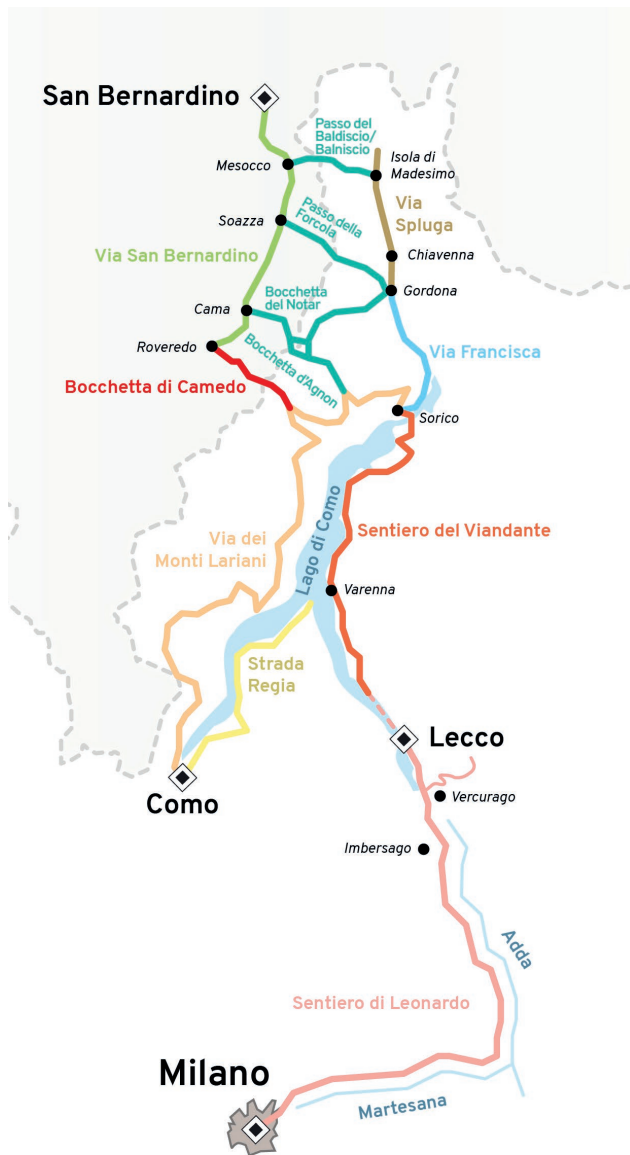 San Bernardino
Passo del
Baldiscio/
Balniscio
Isola di
Madesimo
Mesocco
Via
Spluga
Soazza
Passo della
Forcola
Via San Bernardino
Chiavenna
Bocchetta
del Notàr
Gordona
Cama
Roveredo
Bocchetta d'Agnon
Via Francisca
Bocchetta di Camedo
Sorico
Via dei
Monti Lariani
Lago di Como
Sentiero del Viandante
Varenna
Strada
Regia
Lecco
Como
Vercurago
Imbersago
Adda
Sentiero di Leonardo
Milano
Martesana